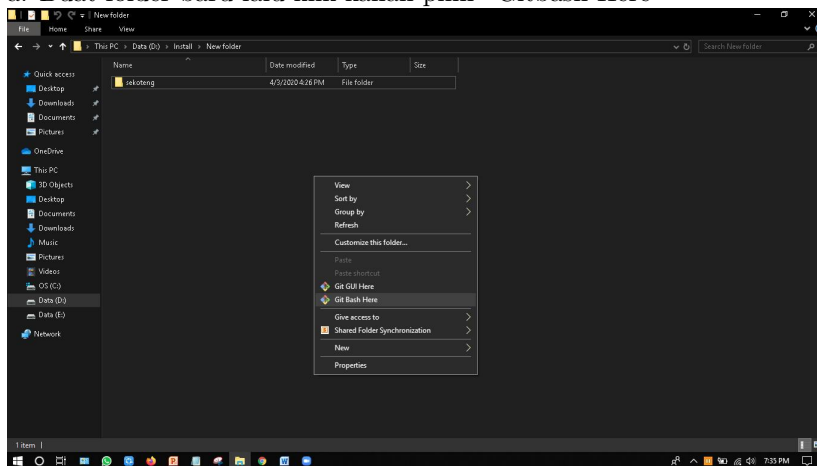 a. Buat folder baru lalu klik kanan pilih "Gitbash Here"
New folder
File Home Share View
This PC > Data (D:) > Install > New folder
Search New folder
Name Date modified Type Size
sekoteng 4/3/2020 4:26 PM File folder
Quick access
Desktop
Downloads
Documents
Pictures
OneDrive
This PC
3D Objects
Desktop
Documents
Downloads
Music
Pictures
Videos
OS (C:)
Data (D:)
Data (E:)
Network
View
Sort by
Group by
Refresh
Customize this folder...
Paste
Paste shortcut
Git GUI Here
Git Bash Here
Give access to
Shared Folder Synchronization
New
Properties
1 item
7:35 PM